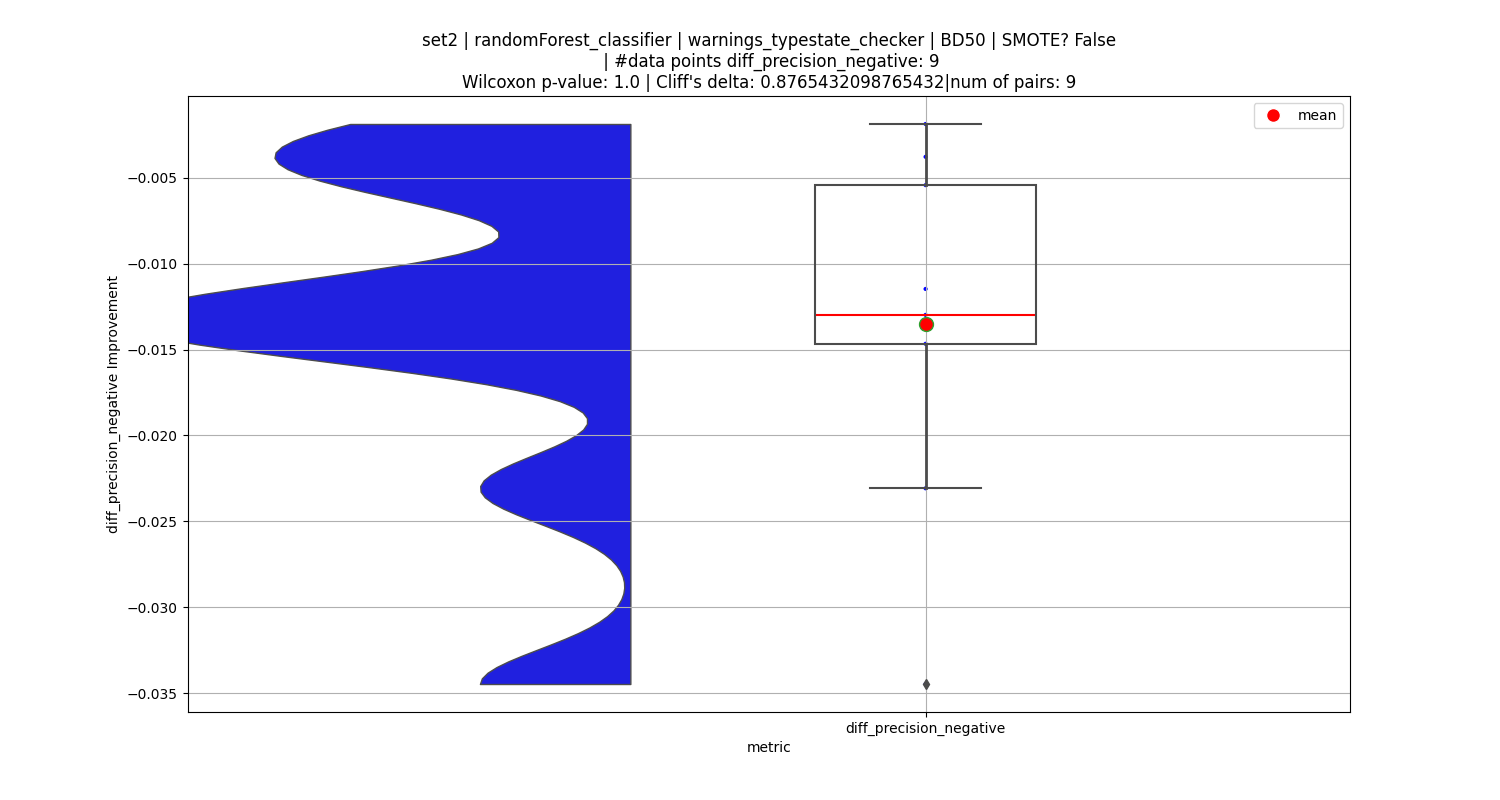 set2 | randomForest_classifier | warnings_typestate_checker | BD50 | SMOTE? False
| #data points diff_precision_negative: 9
Wilcoxon p-value: 1.0 | Cliff's delta: 0.8765432098765432|num of pairs: 9
mean
−0.005
−0.010
−0.015
−0.020
−0.025
−0.030
−0.035
diff_precision_negative Improvement
diff_precision_negative
metric